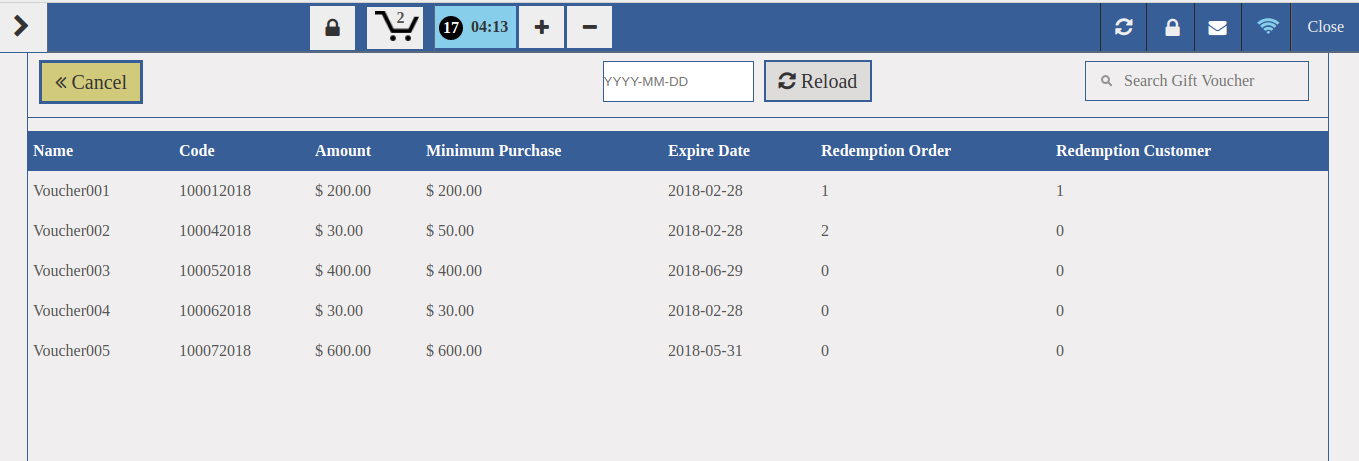 2 17 04:13 Close
Cancel YYYY-MM-DD Reload Search Gift Voucher
Name Code Amount Minimum Purchase Expire Date Redemption Order Redemption Customer
Voucher001 100012018 $ 200.00 $ 200.00 2018-02-28 1 1
Voucher002 100042018 $ 30.00 $ 50.00 2018-02-28 2 0
Voucher003 100052018 $ 400.00 $ 400.00 2018-06-29 0 0
Voucher004 100062018 $ 30.00 $ 30.00 2018-02-28 0 0
Voucher005 100072018 $ 600.00 $ 600.00 2018-05-31 0 0